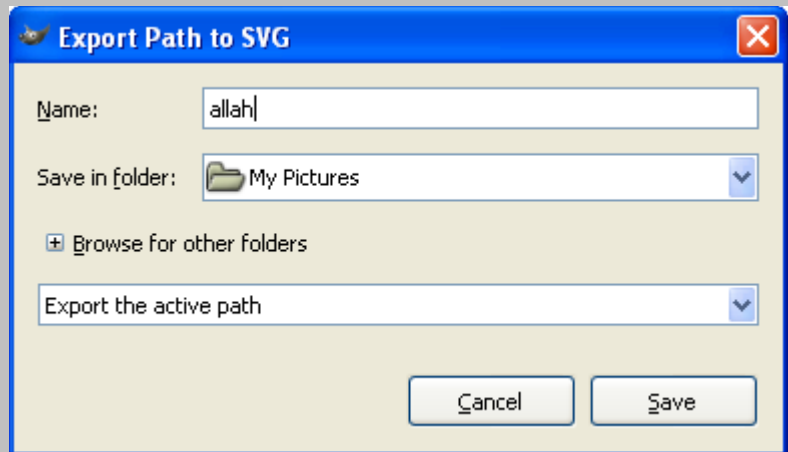 Export Path to SVG
Name: allah
Save in folder: My Pictures
Browse for other folders
Export the active path
Cancel Save